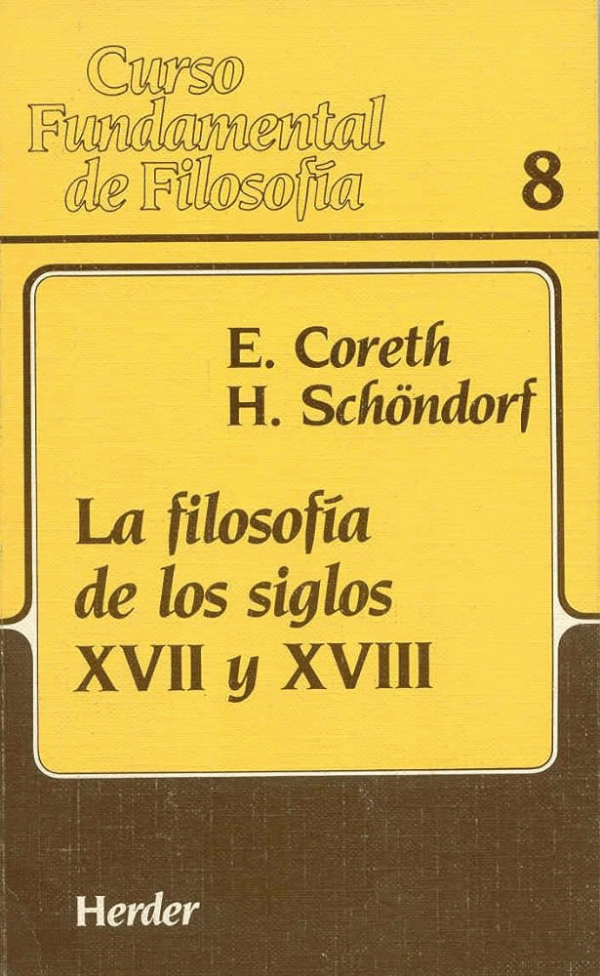 Curso
Fundamental
de Filosofía
8
E. Coreth
H. Schöndorf
La filosofía
de los siglos
XVII y XVIII
Herder